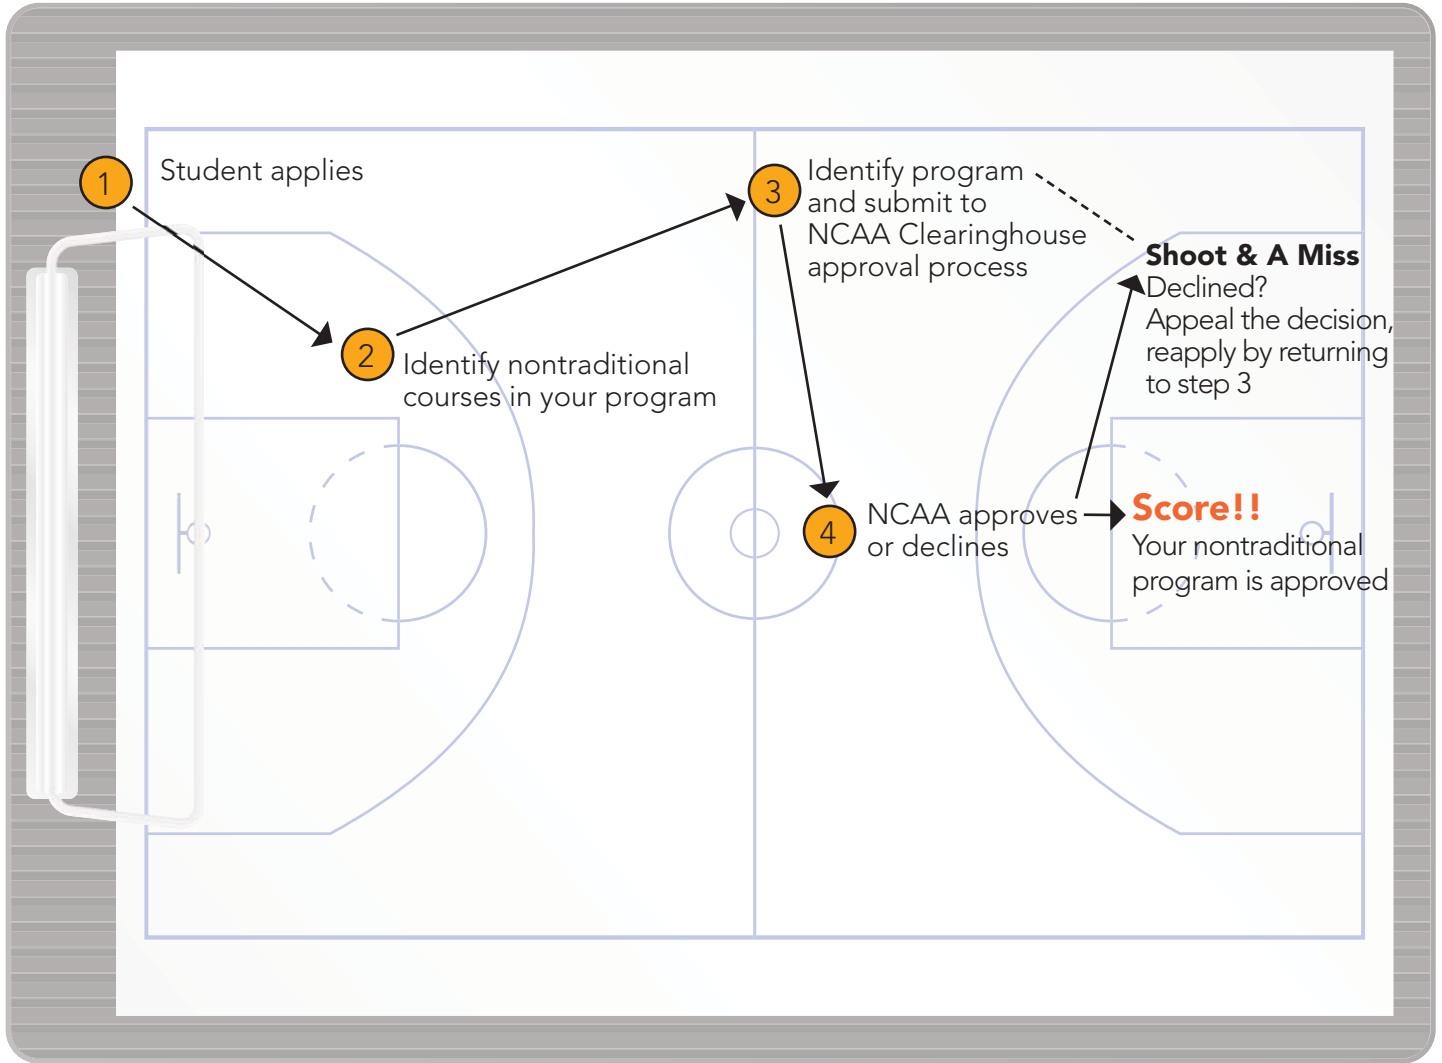 1
Student applies
2
Identify nontraditional
courses in your program
3
Identify program
and submit to
NCAA Clearinghouse
approval process
4
NCAA approves
or declines
Shoot & A Miss
Declined?
Appeal the decision,
reapply by returning
to step 3
Score!!
Your nontraditional
program is approved